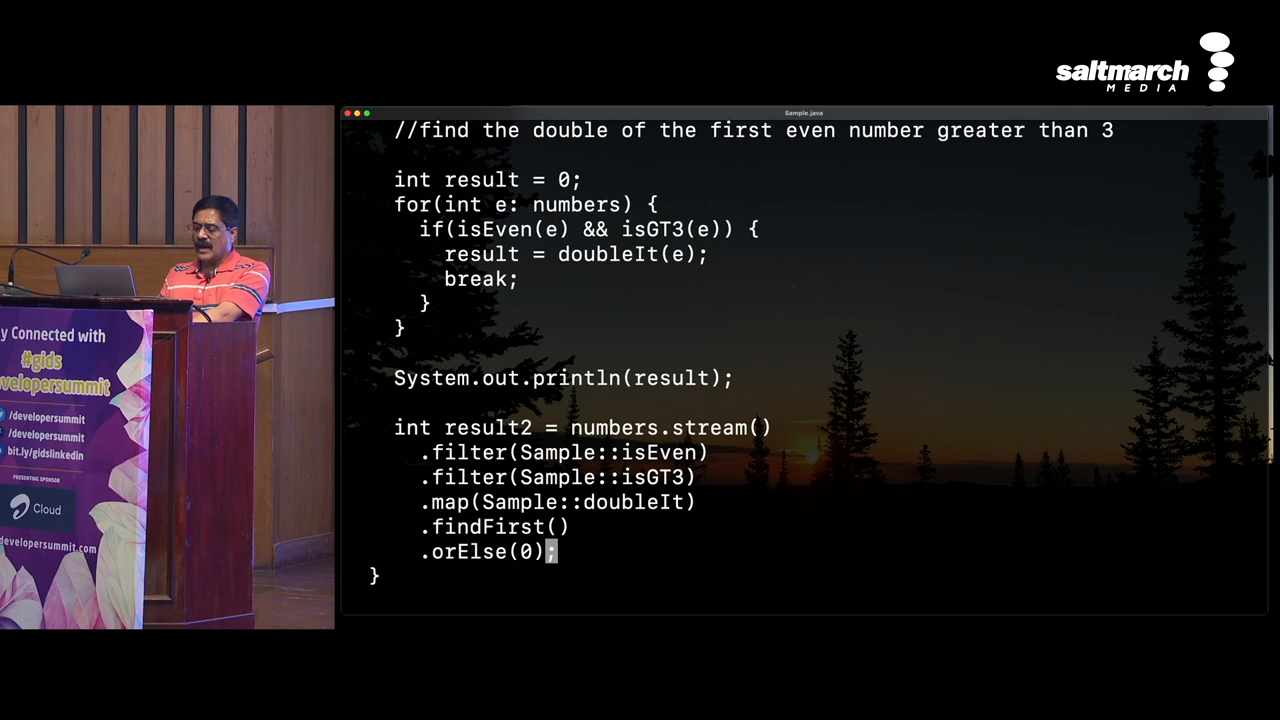 saltmarch
MEDIA
Sample.java
//find the double of the first even number greater than 3
int result = 0;
for(int e: numbers) {
if(isEven(e) && isGT3(e)) {
result = doubleIt(e);
break;
}
}
System.out.println(result);
int result2 = numbers.stream()
.filter(Sample::isEven)
.filter(Sample::isGT3)
.map(Sample::doubleIt)
.findFirst()
.orElse(0);
}
y Connected with
#gids
velopersummit
/developersummit
/developersummit
bit.ly/gidslinkedin
PRESENTING SPONSOR
Cloud
developersummit.com